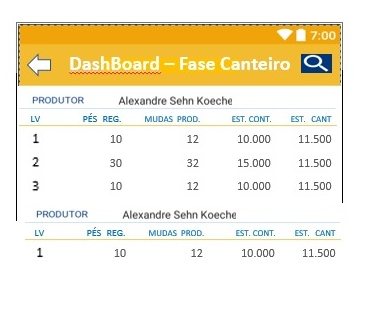 7:00
DashBoard – Fase Canteiro
PRODUTOR Alexandre Sehn Koeche
LV PÉS REG. MUDAS PROD. EST. CONT. EST. CANT
1 10 12 10.000 11.500
2 30 32 15.000 11.500
3 10 12 10.000 11.500
PRODUTOR Alexandre Sehn Koeche
LV PÉS REG. MUDAS PROD. EST. CONT. EST. CANT
1 10 12 10.000 11.500